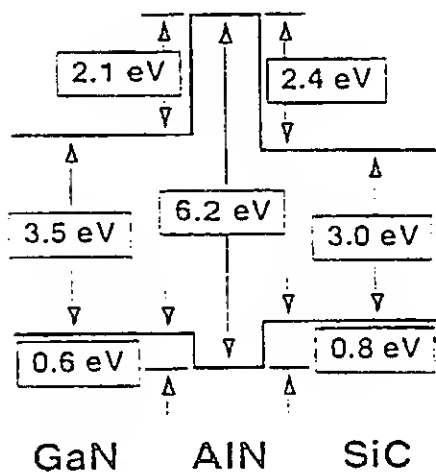 2.1 eV
2.4 eV
3.5 eV
6.2 eV
3.0 eV
0.6 eV
0.8 eV
GaN AlN SiC